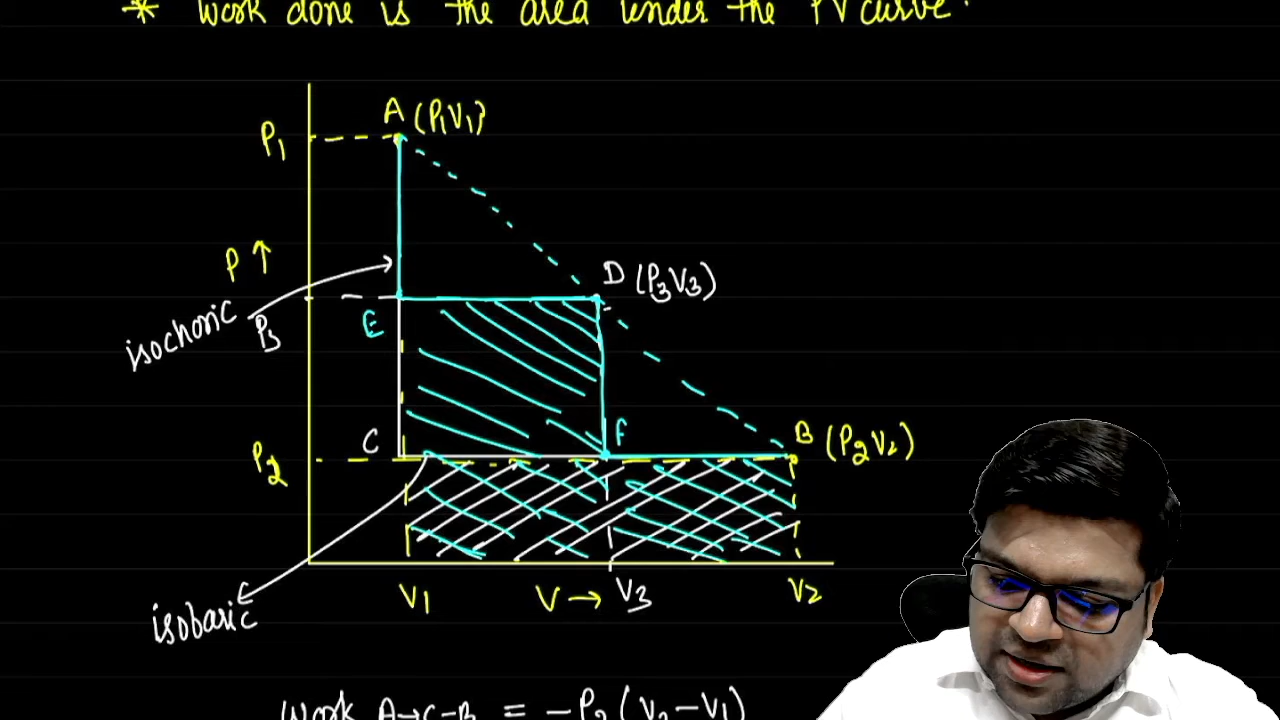 * Work done is the area under the PV curve.
A (P₁V₁)
P₁
P ↑
D (P₃V₃)
isochoric
P₃
E
C
F
B (P₂V₂)
P₂
V₁
V →
V₃
V₂
isobaric
Work A→C-B = -P₂ (V₂-V₁)